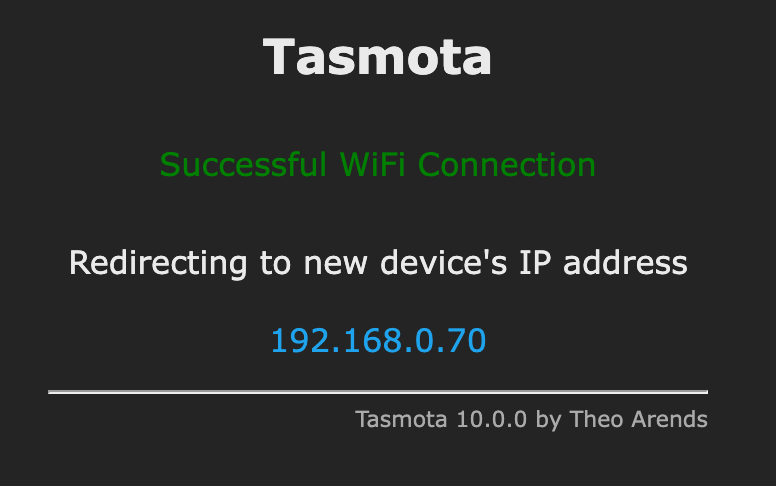 Tasmota
Successful WiFi Connection
Redirecting to new device's IP address
192.168.0.70
Tasmota 10.0.0 by Theo Arends